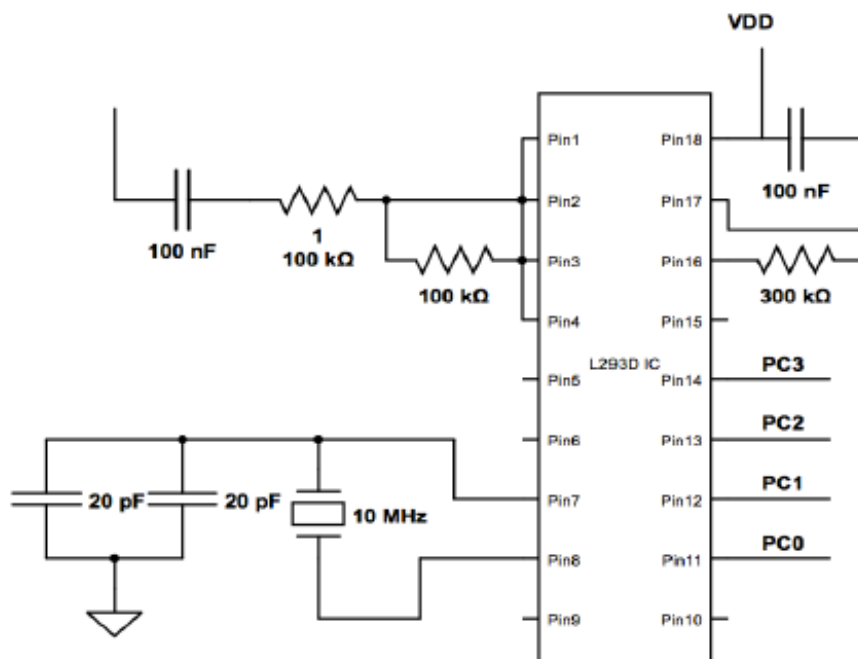 VDD
Pin1
Pin18
100 nF
Pin2
Pin17
100 nF
1
100 kΩ
Pin3
Pin16
100 kΩ
300 kΩ
Pin4
Pin15
L293D IC
PC3
Pin5
Pin14
PC2
Pin6
Pin13
PC1
20 pF
20 pF
10 MHz
Pin7
Pin12
PC0
Pin8
Pin11
Pin9
Pin10